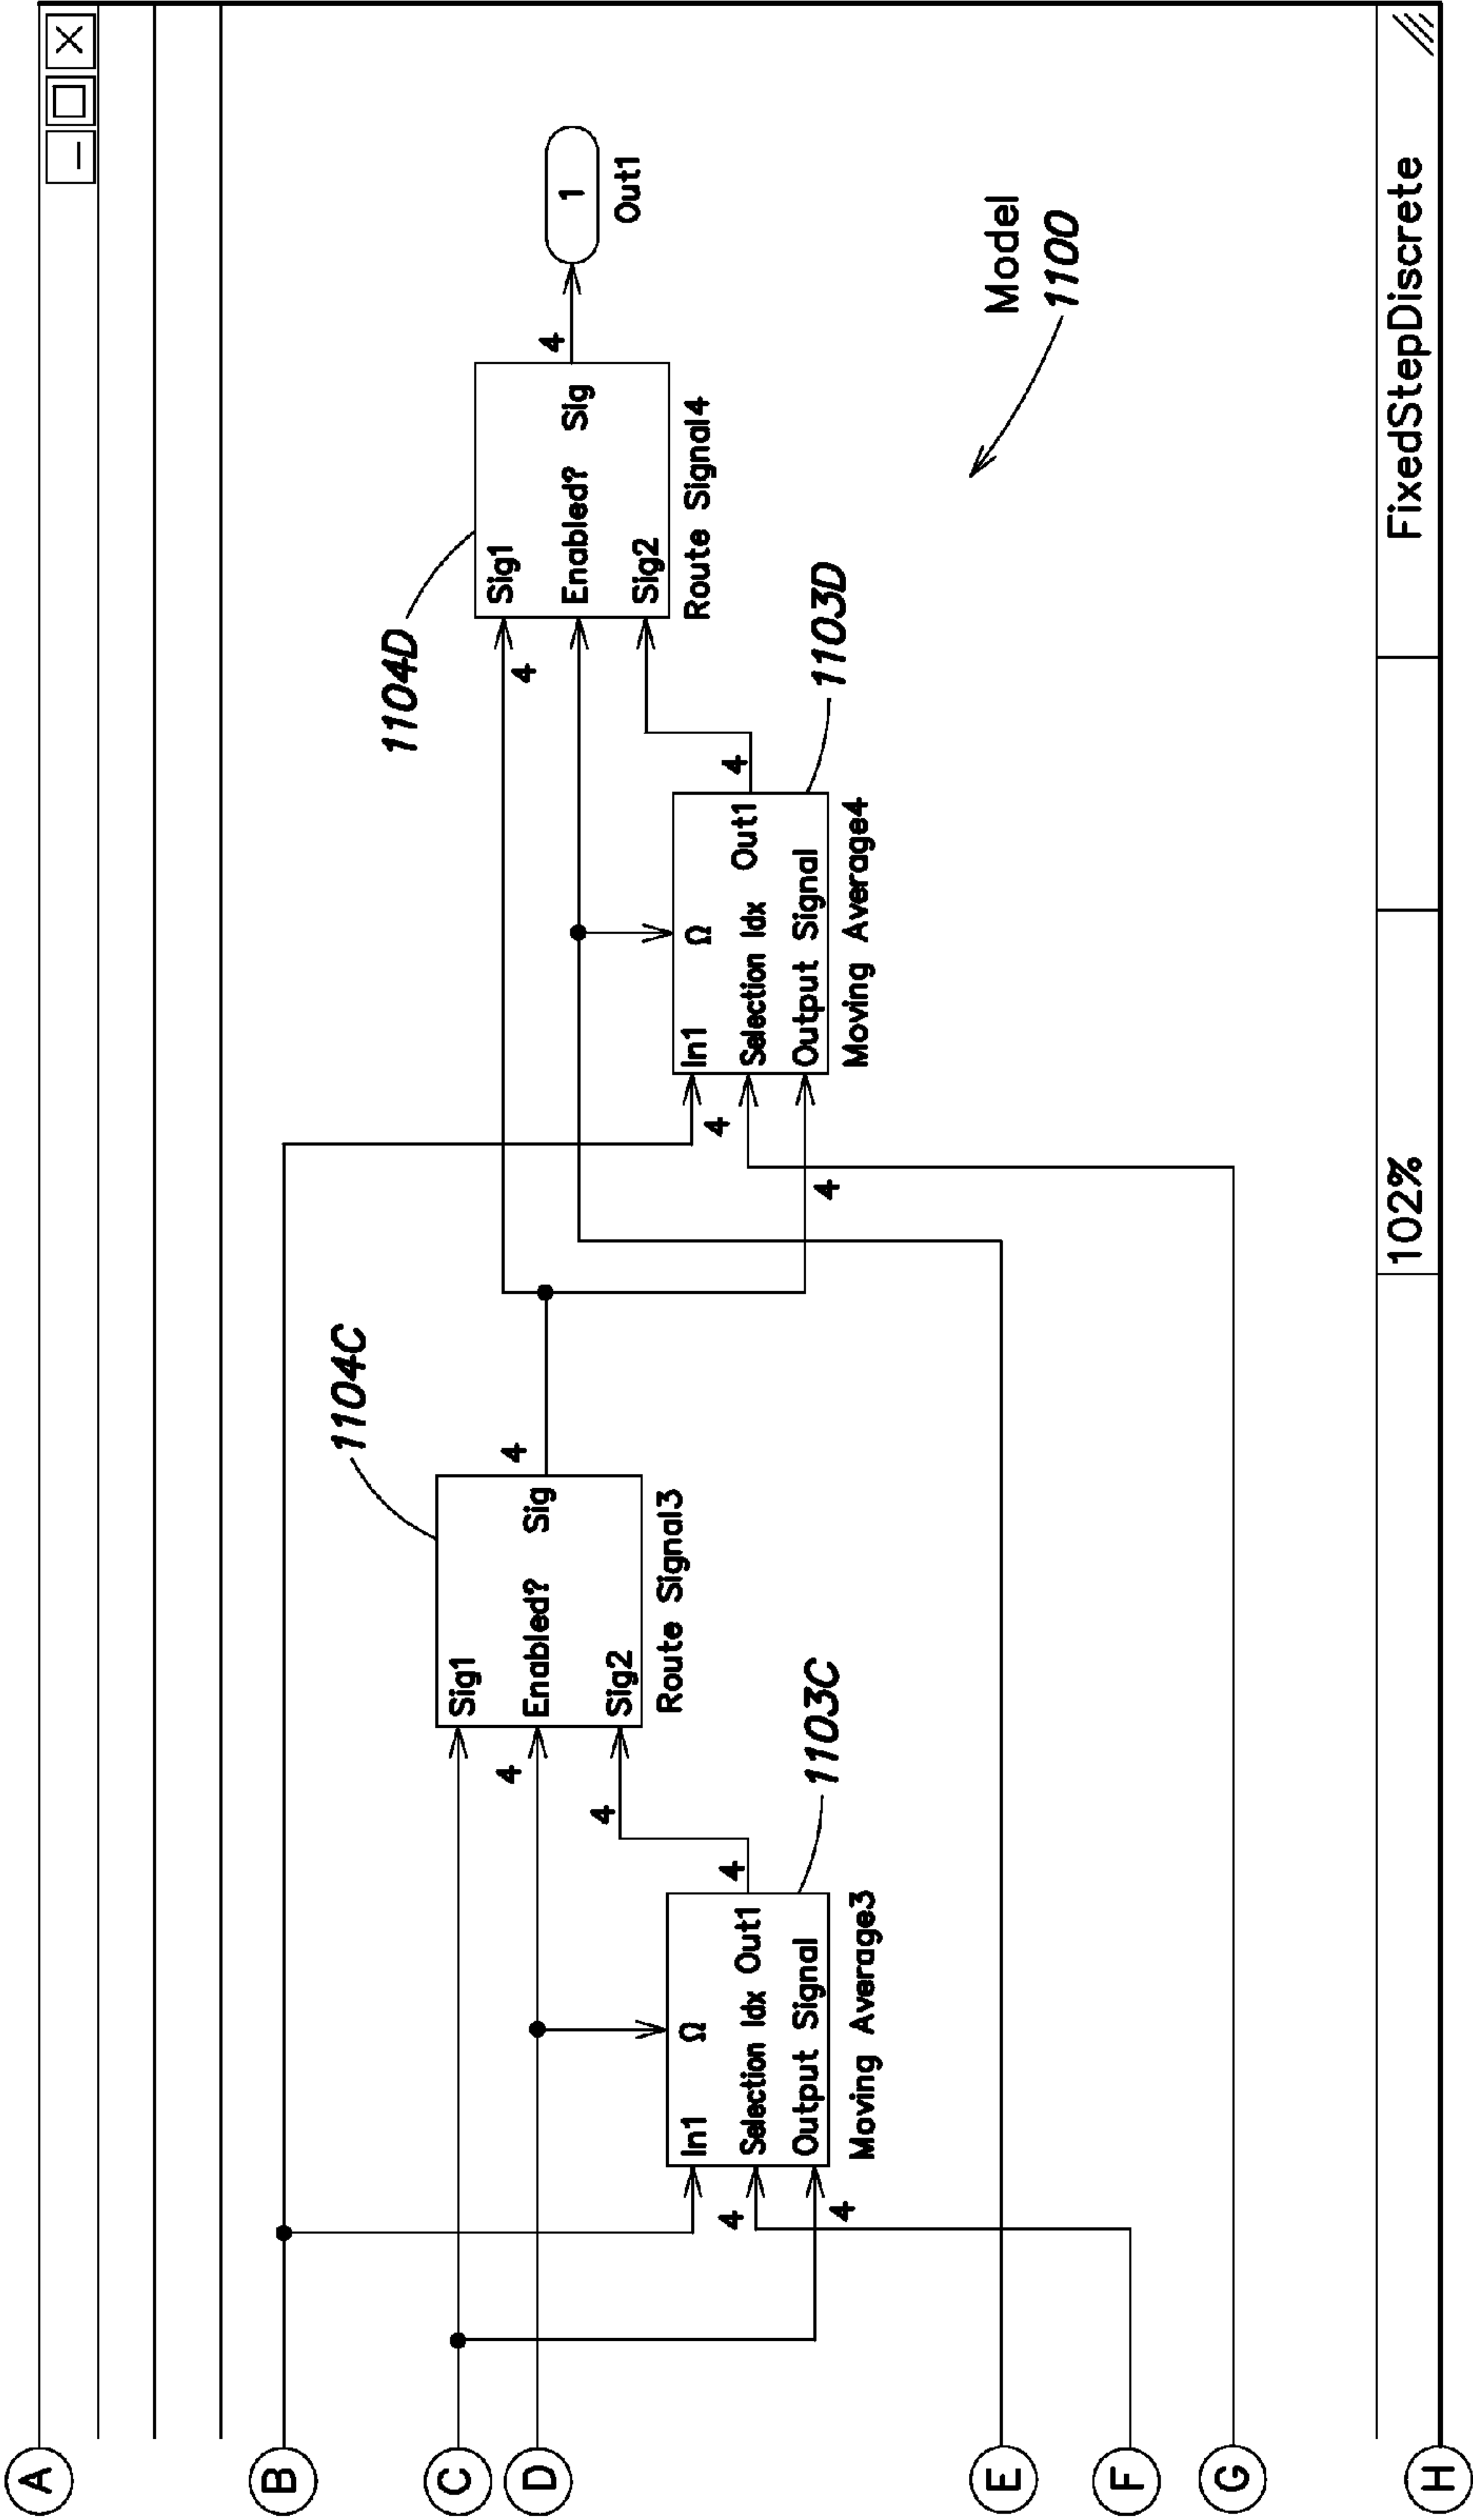 A
B
C
D
E
F
G
H
1104C
1104D
Sig1
Enabled? Sig
Sig2
Route Signal3
4
4
4
4
4
4
In1 Ω
Selection Idx Out1
Output Signal
Moving Average3
1103C
Sig1
Enabled? Sig
Sig2
Route Signal4
4
4
4
4
4
In1 Ω
Selection Idx Out1
Output Signal
Moving Average4
1103D
1
Out1
Model
1100
102%
FixedStepDiscrete